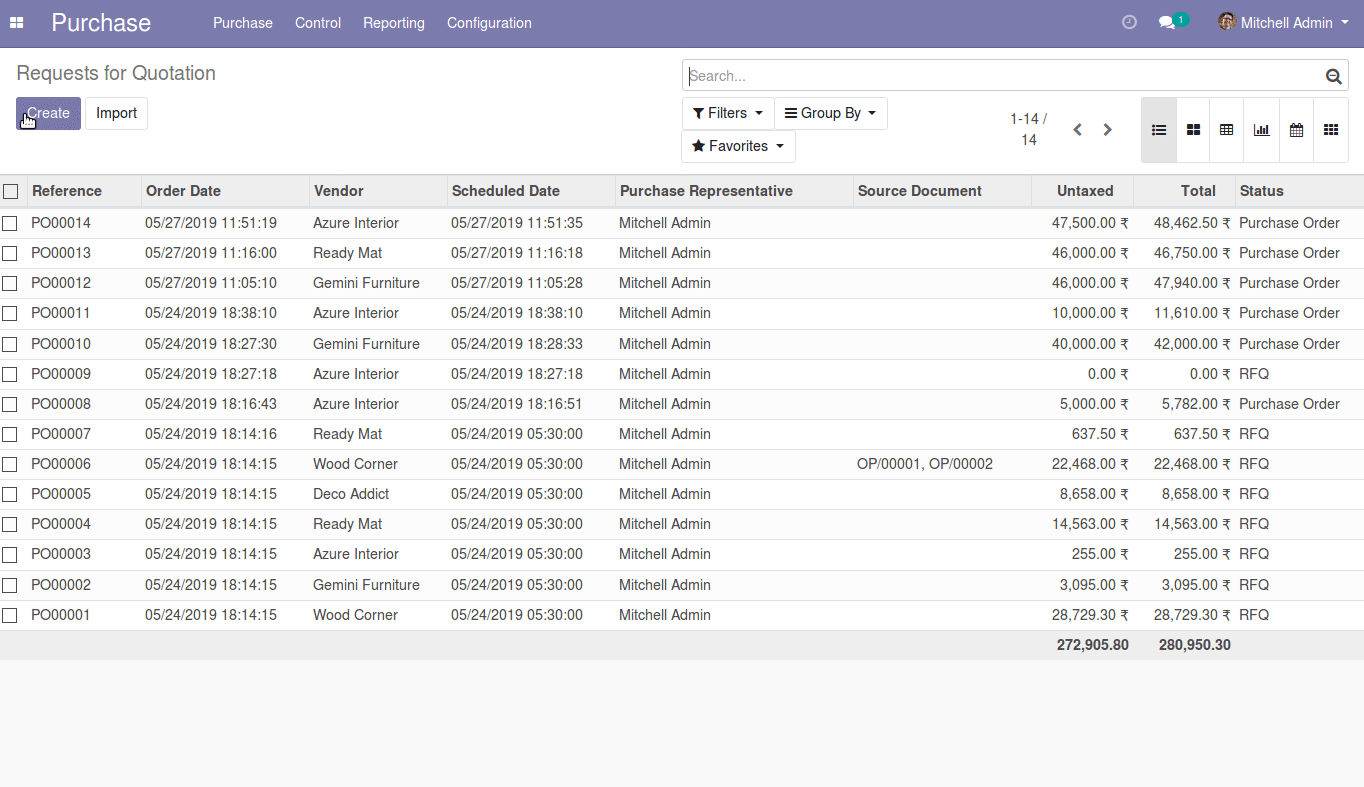 Purchase Purchase Control Reporting Configuration 1 Mitchell Admin
Requests for Quotation
Search...
Create Import
Filters Group By
Favorites
1-14 /
14
Reference Order Date Vendor Scheduled Date Purchase Representative Source Document Untaxed Total Status
PO00014 05/27/2019 11:51:19 Azure Interior 05/27/2019 11:51:35 Mitchell Admin 47,500.00 ₹ 48,462.50 ₹ Purchase Order
PO00013 05/27/2019 11:16:00 Ready Mat 05/27/2019 11:16:18 Mitchell Admin 46,000.00 ₹ 46,750.00 ₹ Purchase Order
PO00012 05/27/2019 11:05:10 Gemini Furniture 05/27/2019 11:05:28 Mitchell Admin 46,000.00 ₹ 47,940.00 ₹ Purchase Order
PO00011 05/24/2019 18:38:10 Azure Interior 05/24/2019 18:38:10 Mitchell Admin 10,000.00 ₹ 11,610.00 ₹ Purchase Order
PO00010 05/24/2019 18:27:30 Gemini Furniture 05/24/2019 18:28:33 Mitchell Admin 40,000.00 ₹ 42,000.00 ₹ Purchase Order
PO00009 05/24/2019 18:27:18 Azure Interior 05/24/2019 18:27:18 Mitchell Admin 0.00 ₹ 0.00 ₹ RFQ
PO00008 05/24/2019 18:16:43 Azure Interior 05/24/2019 18:16:51 Mitchell Admin 5,000.00 ₹ 5,782.00 ₹ Purchase Order
PO00007 05/24/2019 18:14:16 Ready Mat 05/24/2019 05:30:00 Mitchell Admin 637.50 ₹ 637.50 ₹ RFQ
PO00006 05/24/2019 18:14:15 Wood Corner 05/24/2019 05:30:00 Mitchell Admin OP/00001, OP/00002 22,468.00 ₹ 22,468.00 ₹ RFQ
PO00005 05/24/2019 18:14:15 Deco Addict 05/24/2019 05:30:00 Mitchell Admin 8,658.00 ₹ 8,658.00 ₹ RFQ
PO00004 05/24/2019 18:14:15 Ready Mat 05/24/2019 05:30:00 Mitchell Admin 14,563.00 ₹ 14,563.00 ₹ RFQ
PO00003 05/24/2019 18:14:15 Azure Interior 05/24/2019 05:30:00 Mitchell Admin 255.00 ₹ 255.00 ₹ RFQ
PO00002 05/24/2019 18:14:15 Gemini Furniture 05/24/2019 05:30:00 Mitchell Admin 3,095.00 ₹ 3,095.00 ₹ RFQ
PO00001 05/24/2019 18:14:15 Wood Corner 05/24/2019 05:30:00 Mitchell Admin 28,729.30 ₹ 28,729.30 ₹ RFQ
272,905.80 280,950.30